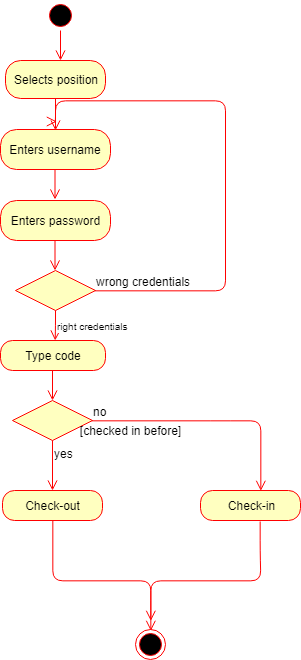 Selects position
Enters username
Enters password
wrong credentials
right credentials
Type code
no
[checked in before]
yes
Check-out
Check-in